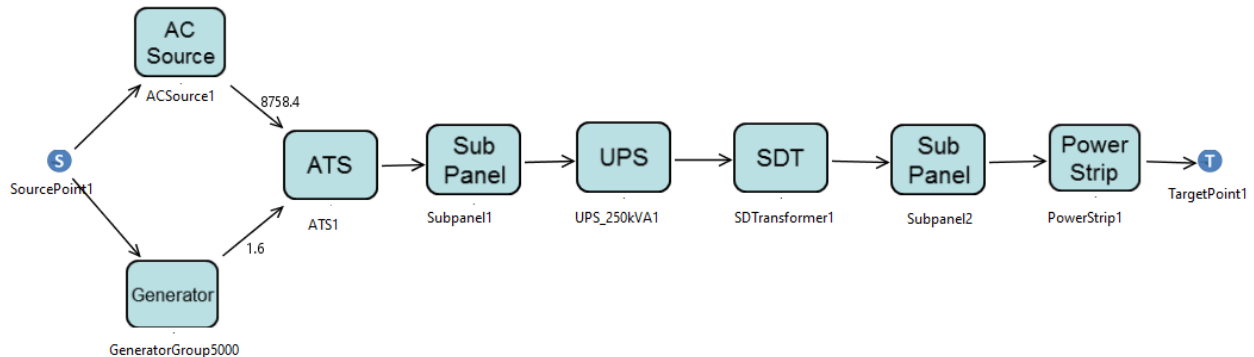 AC
Source
ACSource1
8758.4
S
SourcePoint1
ATS
ATS1
Sub
Panel
Subpanel1
UPS
UPS_250kVA1
SDT
SDTransformer1
Sub
Panel
Subpanel2
Power
Strip
PowerStrip1
T
TargetPoint1
1.6
Generator
GeneratorGroup5000